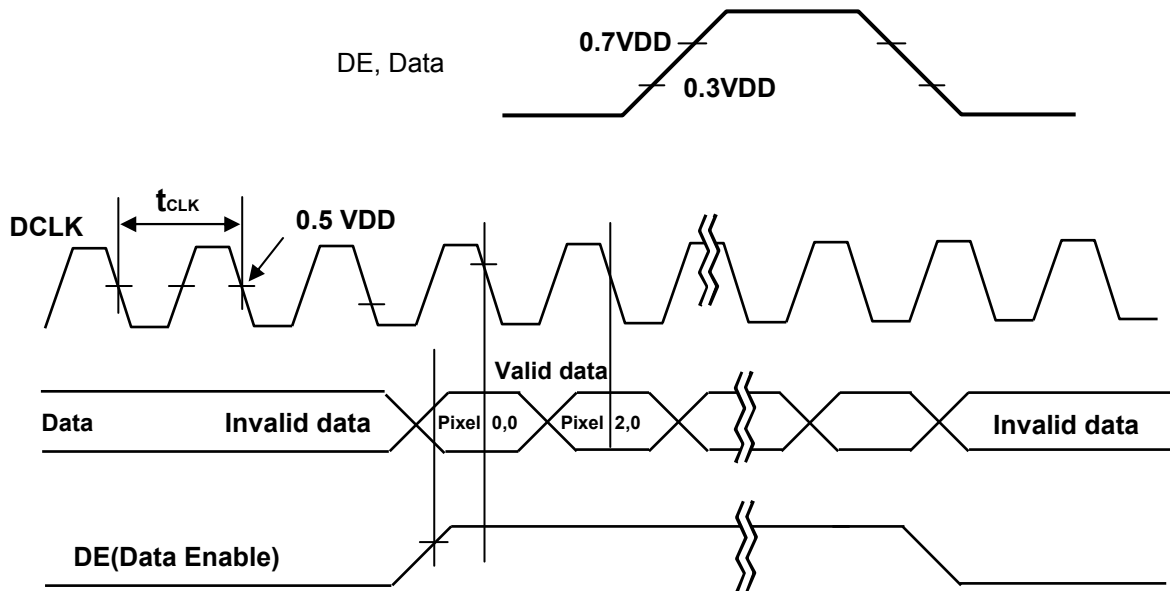 0.7VDD
DE, Data
0.3VDD
tCLK
0.5 VDD
DCLK
Valid data
Data
Invalid data
Pixel 0,0
Pixel 2,0
Invalid data
DE(Data Enable)